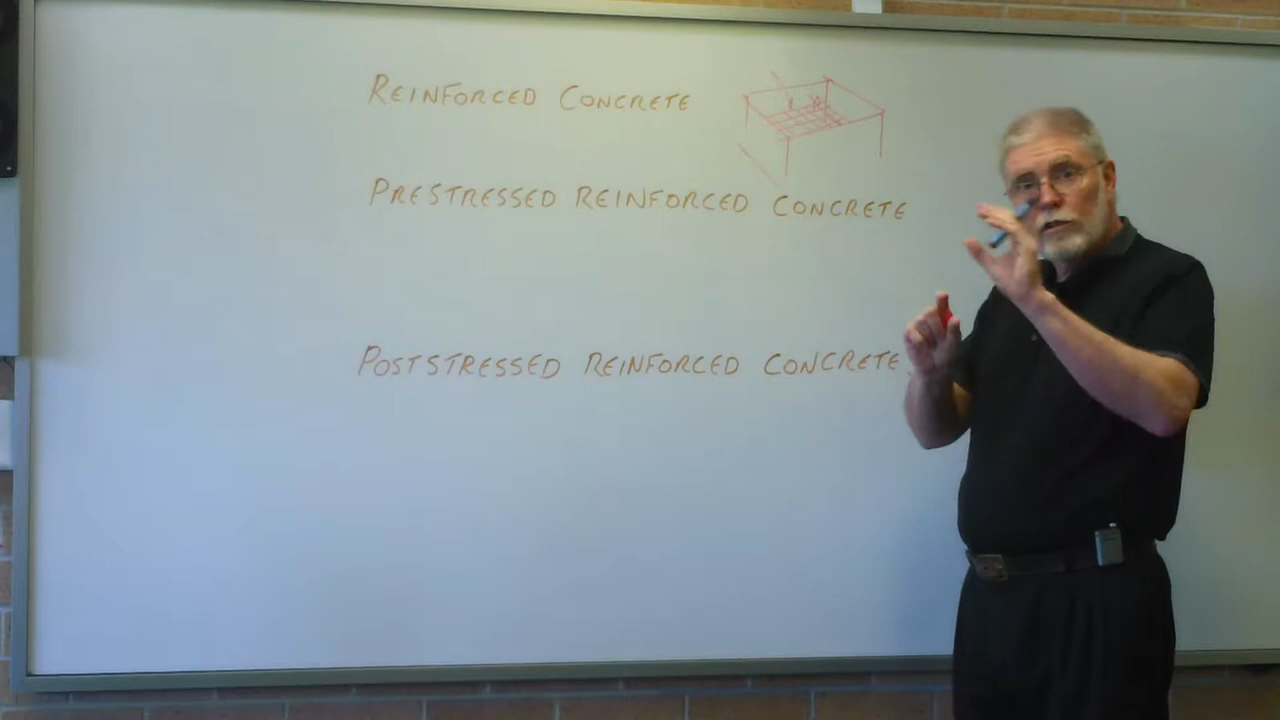 REINFORCED CONCRETE
PRESTRESSED REINFORCED CONCRETE
POSTSTRESSED REINFORCED CONCRETE